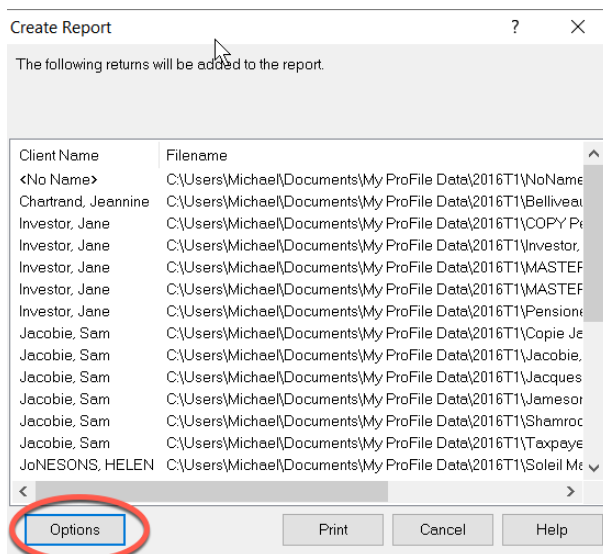 Create Report ?
The following returns will be added to the report.
Client Name Filename
<No Name> C:\Users\Michael\Documents\My ProFile Data\2016T1\NoName
Chartrand, Jeannine C:\Users\Michael\Documents\My ProFile Data\2016T1\Belliveau
Investor, Jane C:\Users\Michael\Documents\My ProFile Data\2016T1\COPY Pe
Investor, Jane C:\Users\Michael\Documents\My ProFile Data\2016T1\Investor,
Investor, Jane C:\Users\Michael\Documents\My ProFile Data\2016T1\MASTER
Investor, Jane C:\Users\Michael\Documents\My ProFile Data\2016T1\MASTER
Investor, Jane C:\Users\Michael\Documents\My ProFile Data\2016T1\Pensione
Jacobie, Sam C:\Users\Michael\Documents\My ProFile Data\2016T1\Copie Ja
Jacobie, Sam C:\Users\Michael\Documents\My ProFile Data\2016T1\Jacobie,
Jacobie, Sam C:\Users\Michael\Documents\My ProFile Data\2016T1\Jacques
Jacobie, Sam C:\Users\Michael\Documents\My ProFile Data\2016T1\Jameson
Jacobie, Sam C:\Users\Michael\Documents\My ProFile Data\2016T1\Shamroc
Jacobie, Sam C:\Users\Michael\Documents\My ProFile Data\2016T1\Taxpaye
JoNESONS, HELEN C:\Users\Michael\Documents\My ProFile Data\2016T1\Soleil Ma
Options Print Cancel Help